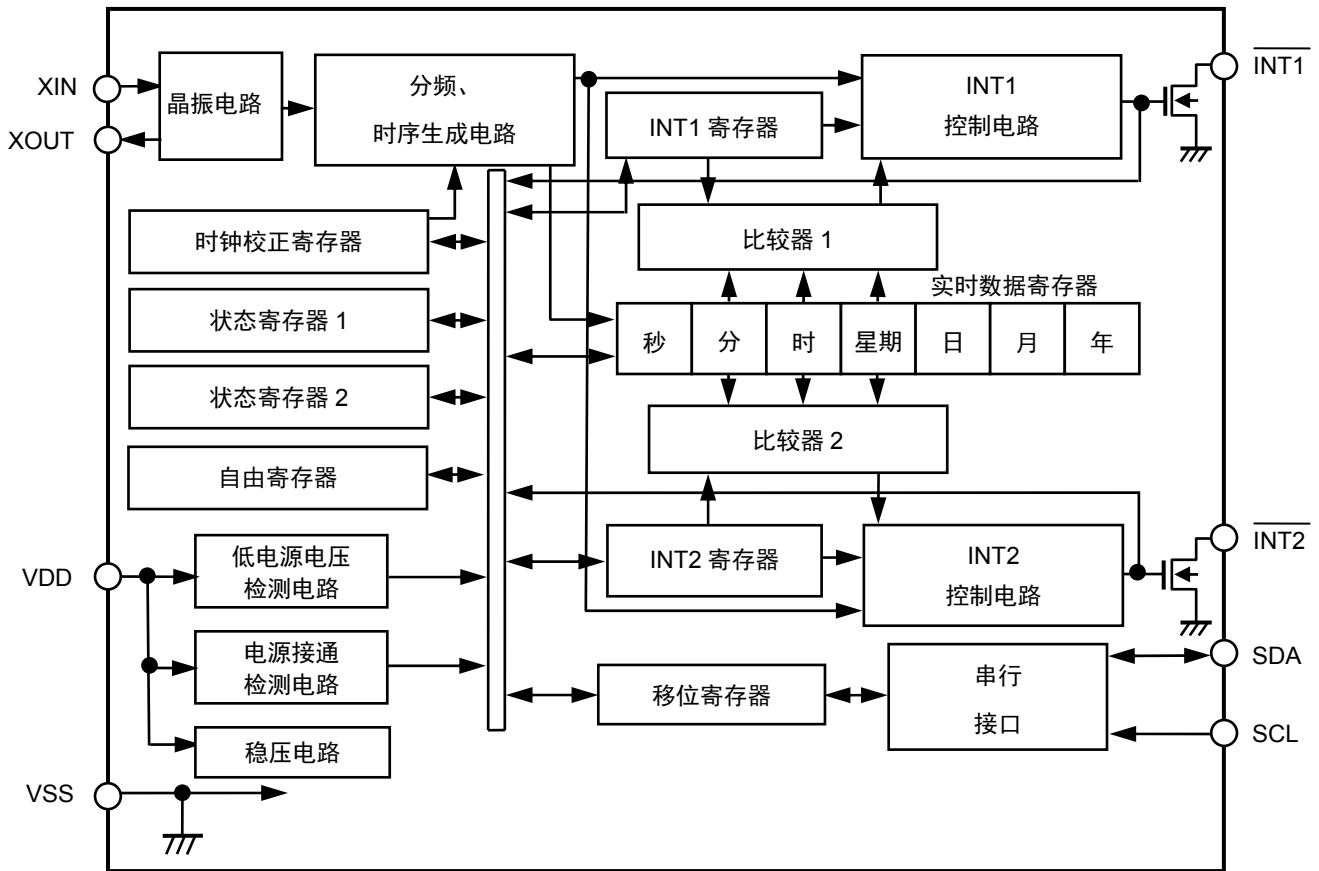 XIN
XOUT
晶振电路
分频、
时序生成电路
INT1 寄存器
INT1
控制电路
INT1
时钟校正寄存器
比较器 1
状态寄存器 1
实时数据寄存器
秒 分 时 星期 日 月 年
状态寄存器 2
比较器 2
自由寄存器
VDD
低电源电压
检测电路
INT2 寄存器
INT2
控制电路
INT2
电源接通
检测电路
移位寄存器
串行
接口
SDA
SCL
稳压电路
VSS